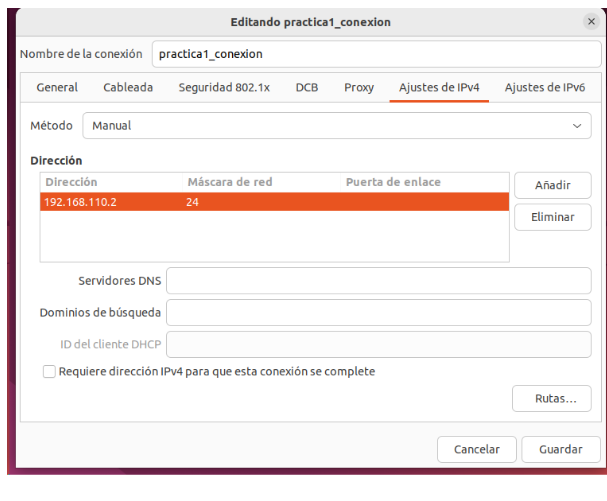 Editando practica1_conexion
Nombre de la conexión practica1_conexion
General Cableada Seguridad 802.1x DCB Proxy Ajustes de IPv4 Ajustes de IPv6
Método Manual
Dirección
Dirección Máscara de red Puerta de enlace
192.168.110.2 24
Añadir
Eliminar
Servidores DNS
Dominios de búsqueda
ID del cliente DHCP
Requiere dirección IPv4 para que esta conexión se complete
Rutas...
Cancelar Guardar